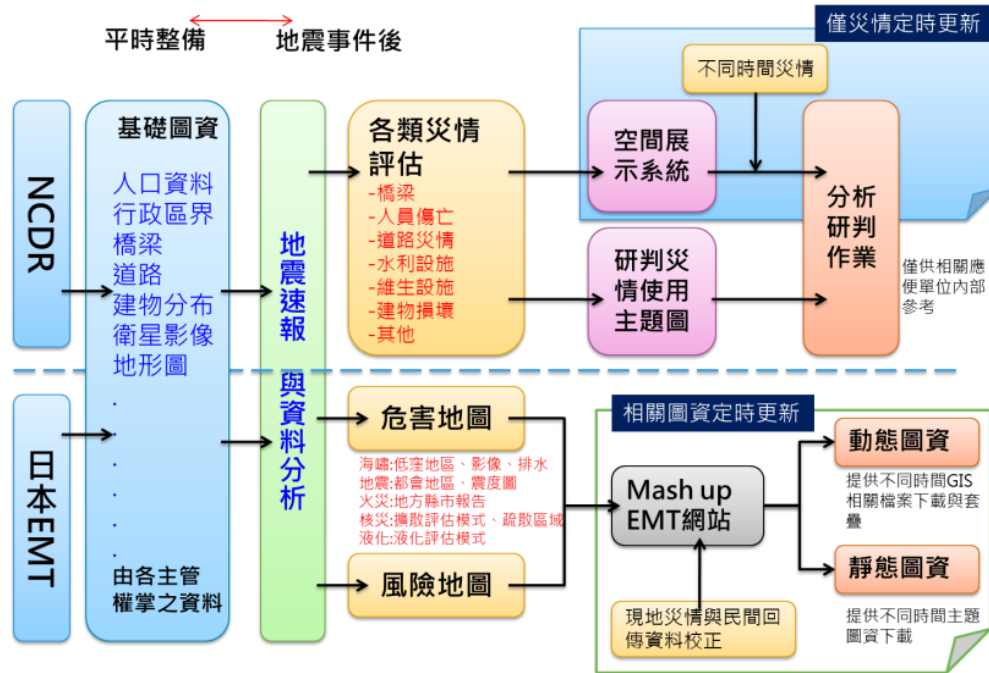 平時整備
地震事件後
僅災情定時更新
不同時間災情
NCDR
基礎圖資
人口資料
行政區界
橋梁
道路
建物分布
衛星影像
地形圖
.
.
.
.
.
.
由各主管
權掌之資料
地震速報
與資料分析
各類災情
評估
-橋梁
-人員傷亡
-道路災情
-水利設施
-維生設施
-建物損壞
-其他
空間展
示系統
研判災
情使用
主題圖
分析
研判
作業
僅供相關應
便單位內部
參考
日本EMT
危害地圖
海嘯:低窪地區、影像、排水
地震:都會地區、震度圖
火災:地方縣市報告
核災:擴散評估模式、疏散區域
液化:液化評估模式
風險地圖
相關圖資定時更新
Mash up
EMT網站
現地災情與民間回
傳資料校正
動態圖資
提供不同時間GIS
相關檔案下載與套
疊
靜態圖資
提供不同時間主題
圖資下載